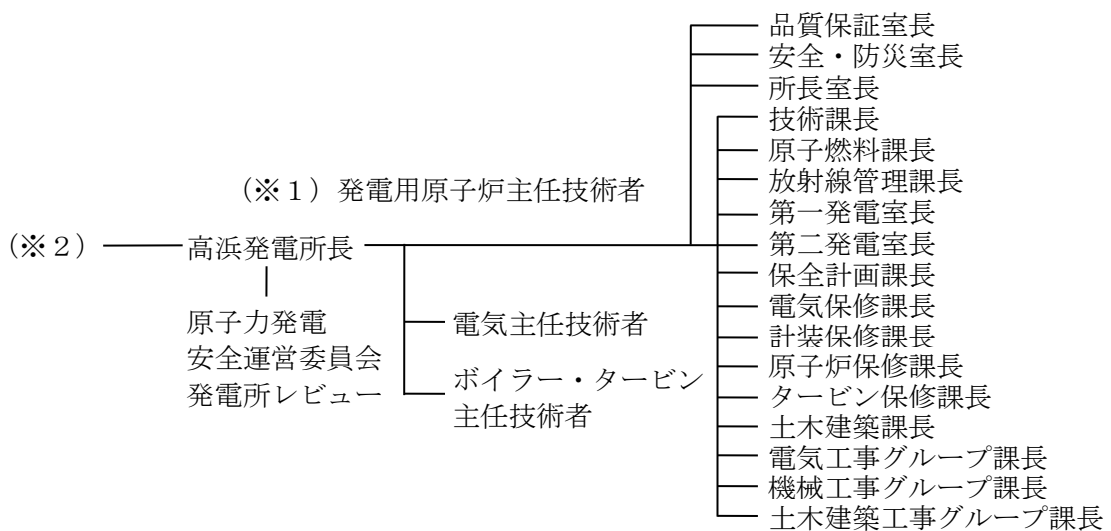 品質保証室長
安全・防災室長
所長室長
技術課長
原子燃料課長
(※1)発電用原子炉主任技術者
放射線管理課長
第一発電室長
(※2)
高浜発電所長
第二発電室長
保全計画課長
電気保修課長
原子力発電
安全運営委員会
発電所レビュー
電気主任技術者
計装保修課長
原子炉保修課長
ボイラー・タービン
主任技術者
タービン保修課長
土木建築課長
電気工事グループ課長
機械工事グループ課長
土木建築工事グループ課長